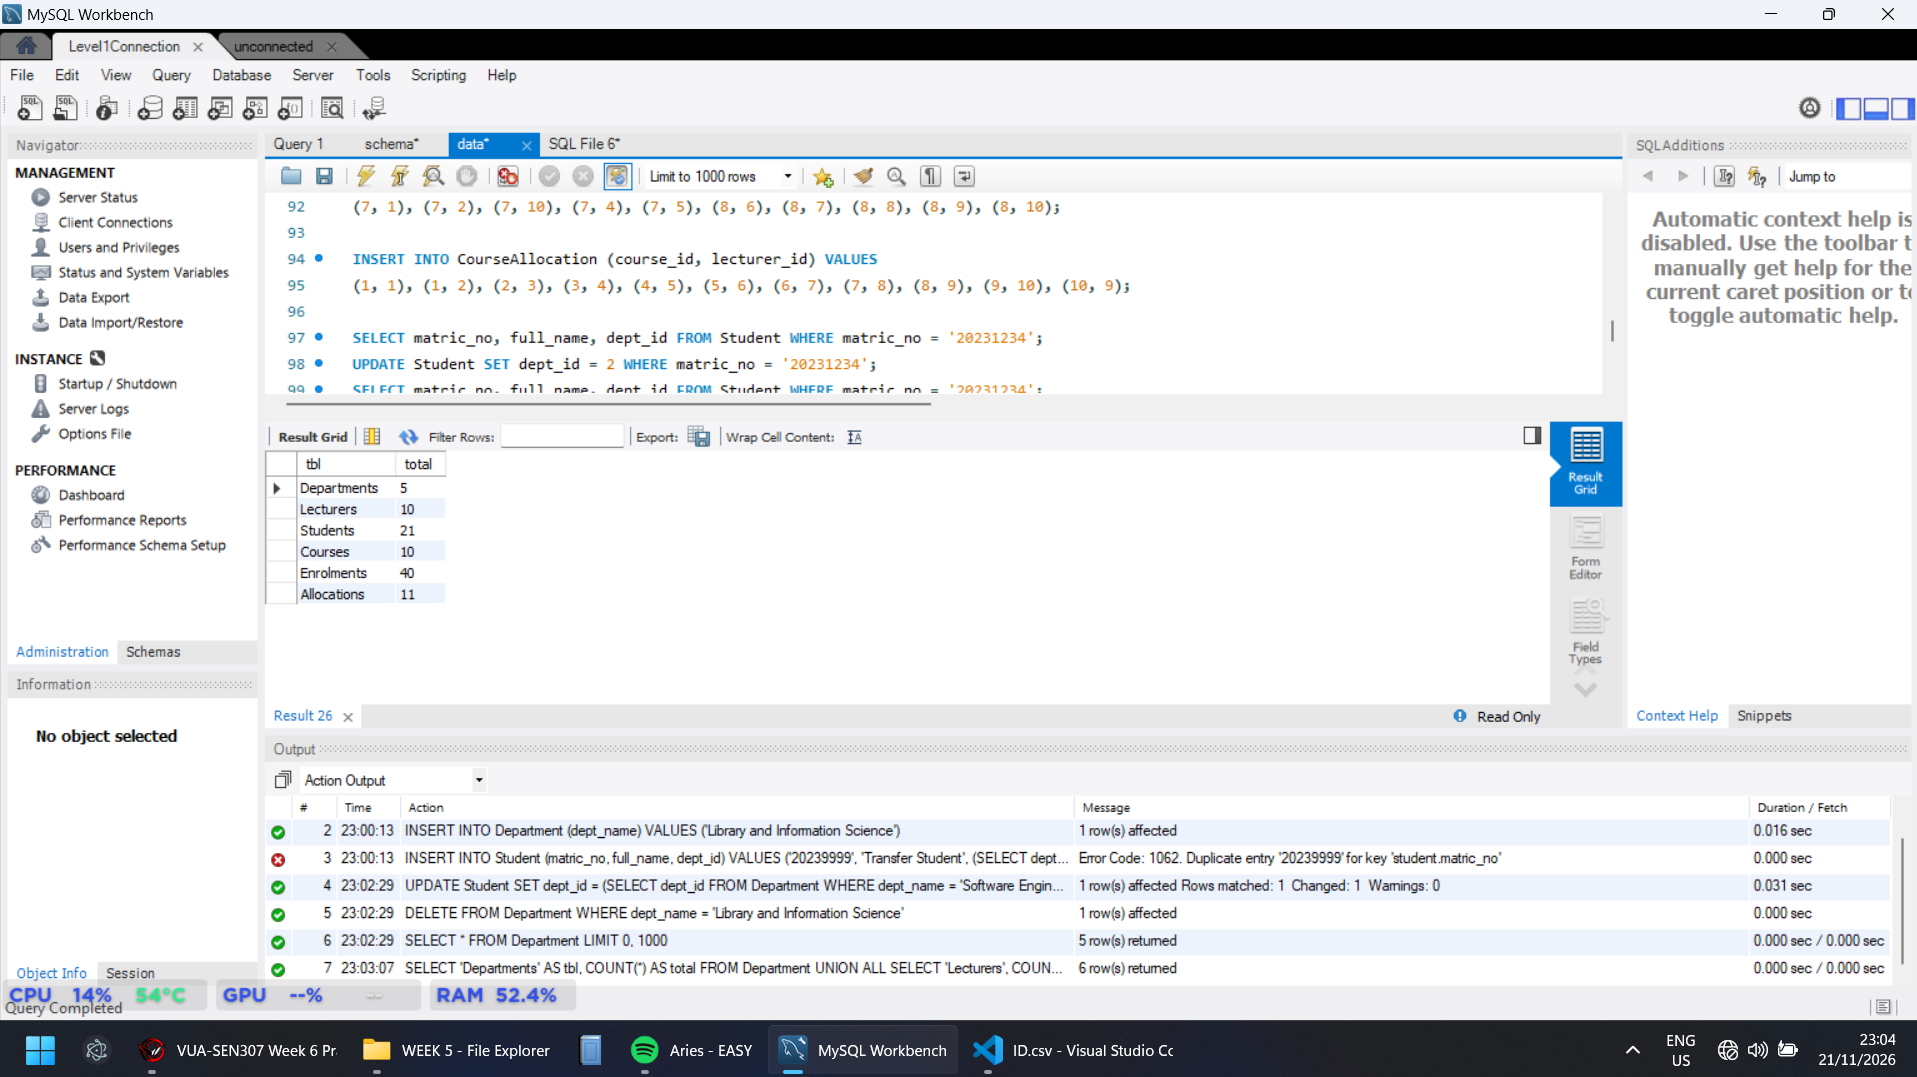 MySQL Workbench
Level1Connection
unconnected
File Edit View Query Database Server Tools Scripting Help
Navigator
MANAGEMENT
Server Status
Client Connections
Users and Privileges
Status and System Variables
Data Export
Data Import/Restore
INSTANCE
Startup / Shutdown
Server Logs
Options File
PERFORMANCE
Dashboard
Performance Reports
Performance Schema Setup
Administration Schemas
Information
No object selected
Object Info Session
Query 1 schema* data* SQL File 6*
Limit to 1000 rows
92 (7, 1), (7, 2), (7, 10), (7, 4), (7, 5), (8, 6), (8, 7), (8, 8), (8, 9), (8, 10);
93
94 INSERT INTO CourseAllocation (course_id, lecturer_id) VALUES
95 (1, 1), (1, 2), (2, 3), (3, 4), (4, 5), (5, 6), (6, 7), (7, 8), (8, 9), (9, 10), (10, 9);
96
97 SELECT matric_no, full_name, dept_id FROM Student WHERE matric_no = '20231234';
98 UPDATE Student SET dept_id = 2 WHERE matric_no = '20231234';
99 SELECT matric_no, full_name, dept_id FROM Student WHERE matric_no = '20231234';
Result Grid Filter Rows: Export: Wrap Cell Content:
tbl total
Departments 5
Lecturers 10
Students 21
Courses 10
Enrolments 40
Allocations 11
Result Grid
Form Editor
Field Types
Result 26
Read Only
SQLAdditions
Jump to
Automatic context help is
disabled. Use the toolbar t
manually get help for the
current caret position or to
toggle automatic help.
Context Help Snippets
Output
Action Output
# Time Action Message Duration / Fetch
2 23:00:13 INSERT INTO Department (dept_name) VALUES ('Library and Information Science') 1 row(s) affected 0.016 sec
3 23:00:13 INSERT INTO Student (matric_no, full_name, dept_id) VALUES ('20239999', 'Transfer Student', (SELECT dept... Error Code: 1062. Duplicate entry '20239999' for key 'student.matric_no' 0.000 sec
4 23:02:29 UPDATE Student SET dept_id = (SELECT dept_id FROM Department WHERE dept_name = 'Software Engin... 1 row(s) affected Rows matched: 1 Changed: 1 Warnings: 0 0.031 sec
5 23:02:29 DELETE FROM Department WHERE dept_name = 'Library and Information Science' 1 row(s) affected 0.000 sec
6 23:02:29 SELECT * FROM Department LIMIT 0, 1000 5 row(s) returned 0.000 sec / 0.000 sec
7 23:03:07 SELECT 'Departments' AS tbl, COUNT(*) AS total FROM Department UNION ALL SELECT 'Lecturers', COUN... 6 row(s) returned 0.000 sec / 0.000 sec
CPU 14% 54°C GPU --% -- RAM 52.4%
Query Completed
VUA-SEN307 Week 6 Pr
WEEK 5 - File Explorer
Aries - EASY
MySQL Workbench
ID.csv - Visual Studio Cc
ENG
US
23:04
21/11/2026